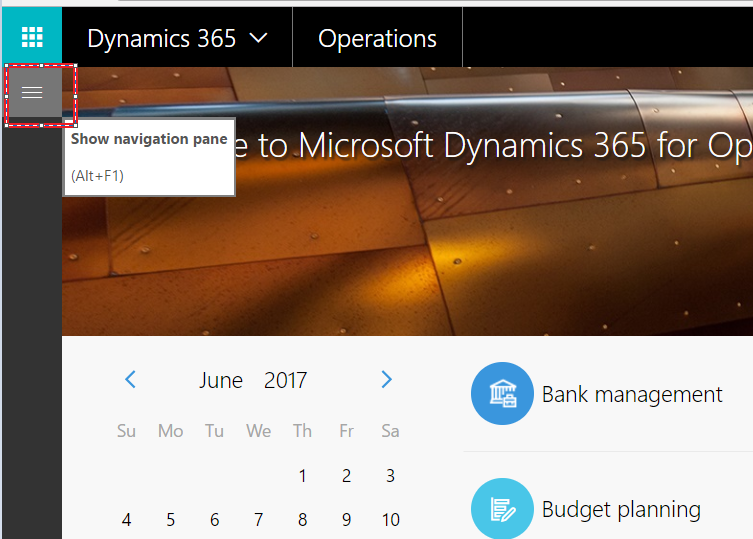 Dynamics 365
Operations
Show navigation pane
(Alt+F1)
e to Microsoft Dynamics 365 for Op
June 2017
Su Mo Tu We Th Fr Sa
1 2 3
4 5 6 7 8 9 10
Bank management
Budget planning